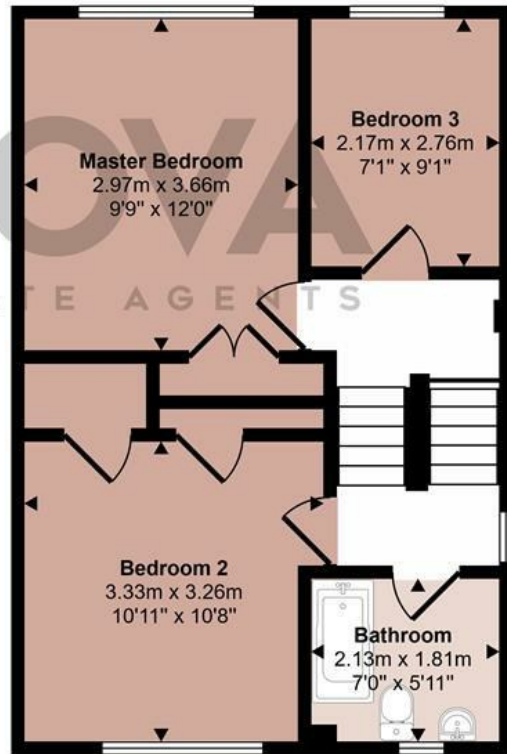 Master Bedroom
2.97m x 3.66m
9'9" x 12'0"
Bedroom 3
2.17m x 2.76m
7'1" x 9'1"
OVA
TE AGENTS
Bedroom 2
3.33m x 3.26m
10'11" x 10'8"
Bathroom
2.13m x 1.81m
7'0" x 5'11"